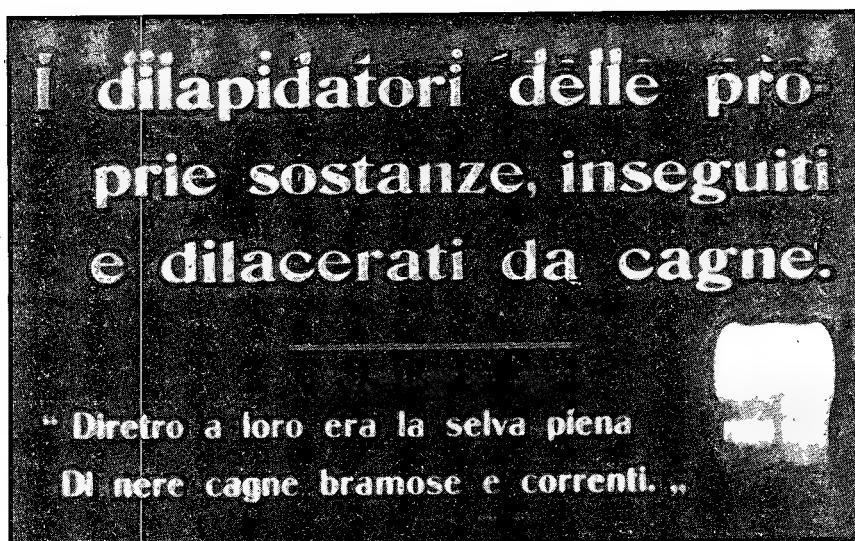 i dilapidatori delle pro-
prie sostanze, inseguiti
e dilacerati da cagne.
“ Diretro a loro era la selva piena
Di nere cagne bramose e correnti. „